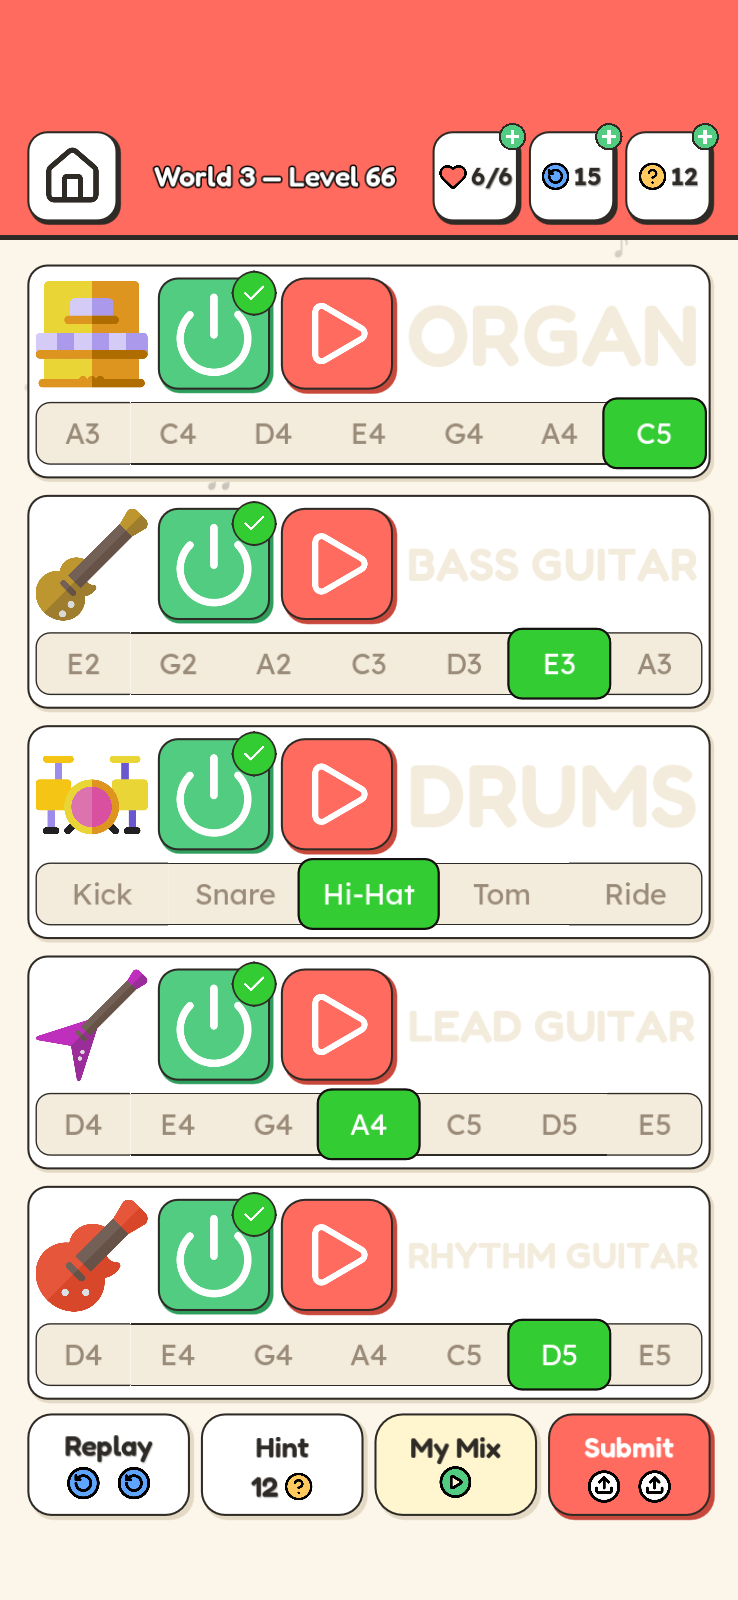 World 3 – Level 66
6/6
15
12
ORGAN
A3 C4 D4 E4 G4 A4 C5
BASS GUITAR
E2 G2 A2 C3 D3 E3 A3
DRUMS
Kick Snare Hi-Hat Tom Ride
LEAD GUITAR
D4 E4 G4 A4 C5 D5 E5
RHYTHM GUITAR
D4 E4 G4 A4 C5 D5 E5
Replay
Hint
12
My Mix
Submit